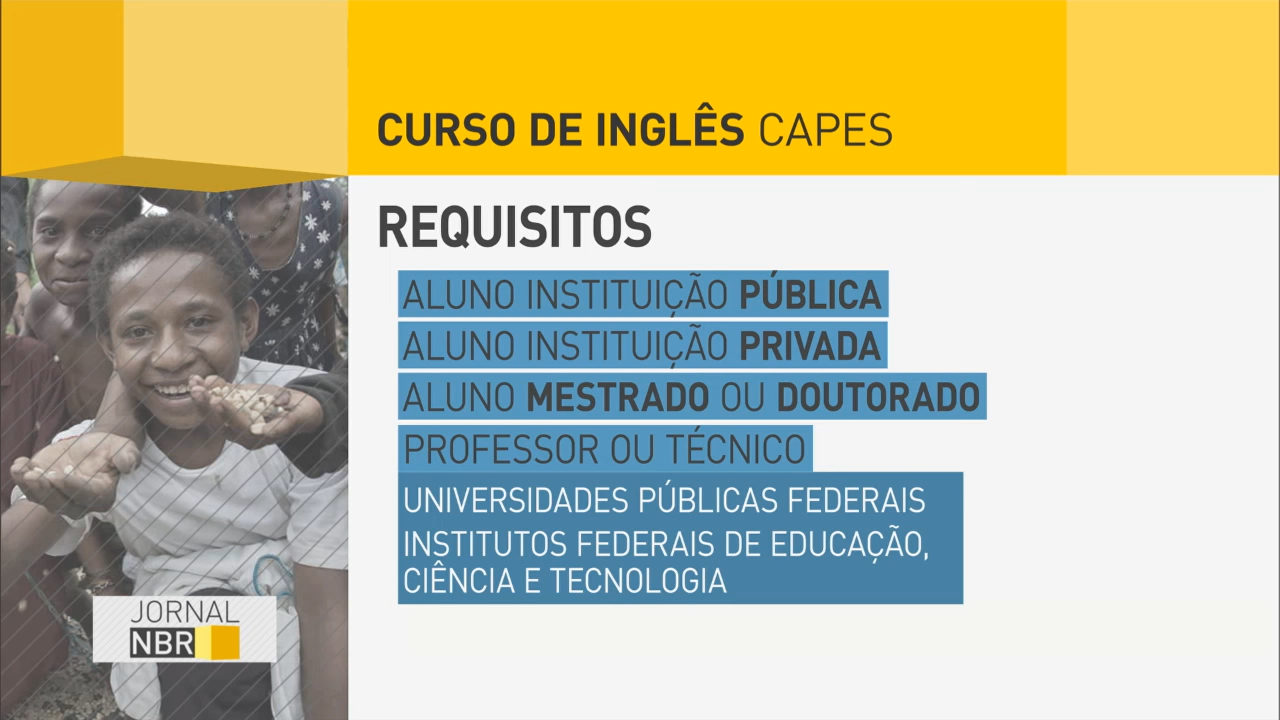 CURSO DE INGLÊS CAPES
REQUISITOS
ALUNO INSTITUIÇÃO PÚBLICA
ALUNO INSTITUIÇÃO PRIVADA
ALUNO MESTRADO OU DOUTORADO
PROFESSOR OU TÉCNICO
UNIVERSIDADES PÚBLICAS FEDERAIS
INSTITUTOS FEDERAIS DE EDUCAÇÃO,
CIÊNCIA E TECNOLOGIA
JORNAL
NBR